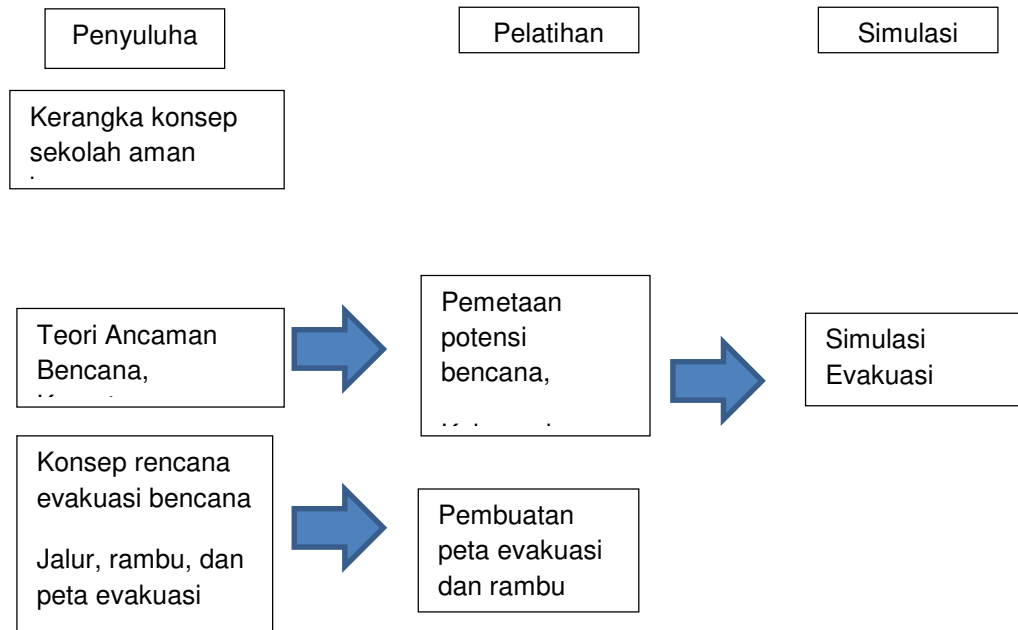 Penyuluha
Pelatihan
Simulasi
Kerangka konsep
sekolah aman
Teori Ancaman
Bencana,
Pemetaan
potensi
bencana,
Simulasi
Evakuasi
Konsep rencana
evakuasi bencana
Jalur, rambu, dan
peta evakuasi
Pembuatan
peta evakuasi
dan rambu